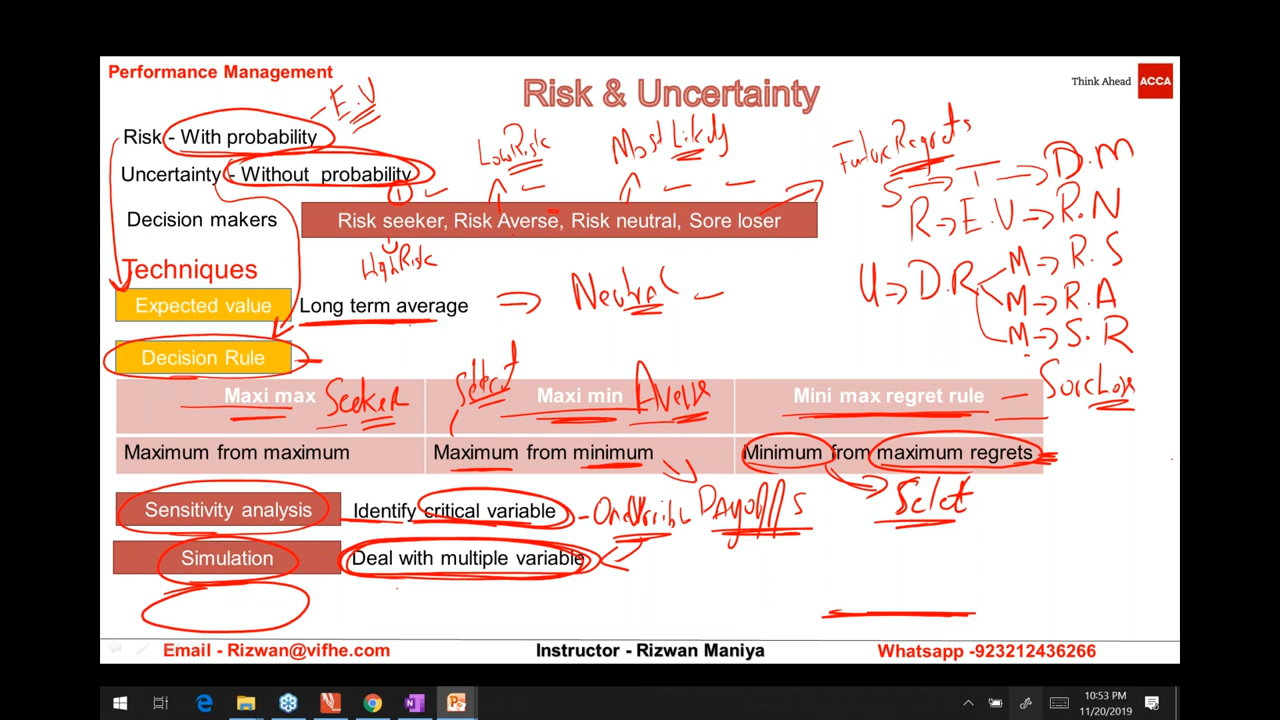 Performance Management
Think Ahead ACCA
Risk & Uncertainty
E.V
Risk - With probability
Low Risk
Most Likely
Future Regrets
Uncertainty - Without probability
1
S → T → D.M
Decision makers
Risk seeker, Risk Averse, Risk neutral, Sore loser
R → E.V → R.N
High Risk
Techniques
U → D.R
M → R.S
M → R.A
M → S.R
Expected value
Long term average ⇒ Neutral
Decision Rule
Select
Maxi max Seeker
Maxi min Averse
Mini max regret rule - Sore Lose
Maximum from maximum
Maximum from minimum
Minimum from maximum regrets
Payoffs
Selct
Sensitivity analysis
Identify critical variable
Simulation
Deal with multiple variable
Email - Rizwan@vifhe.com
Instructor - Rizwan Maniya
Whatsapp -923212436266
10:53 PM
11/20/2019